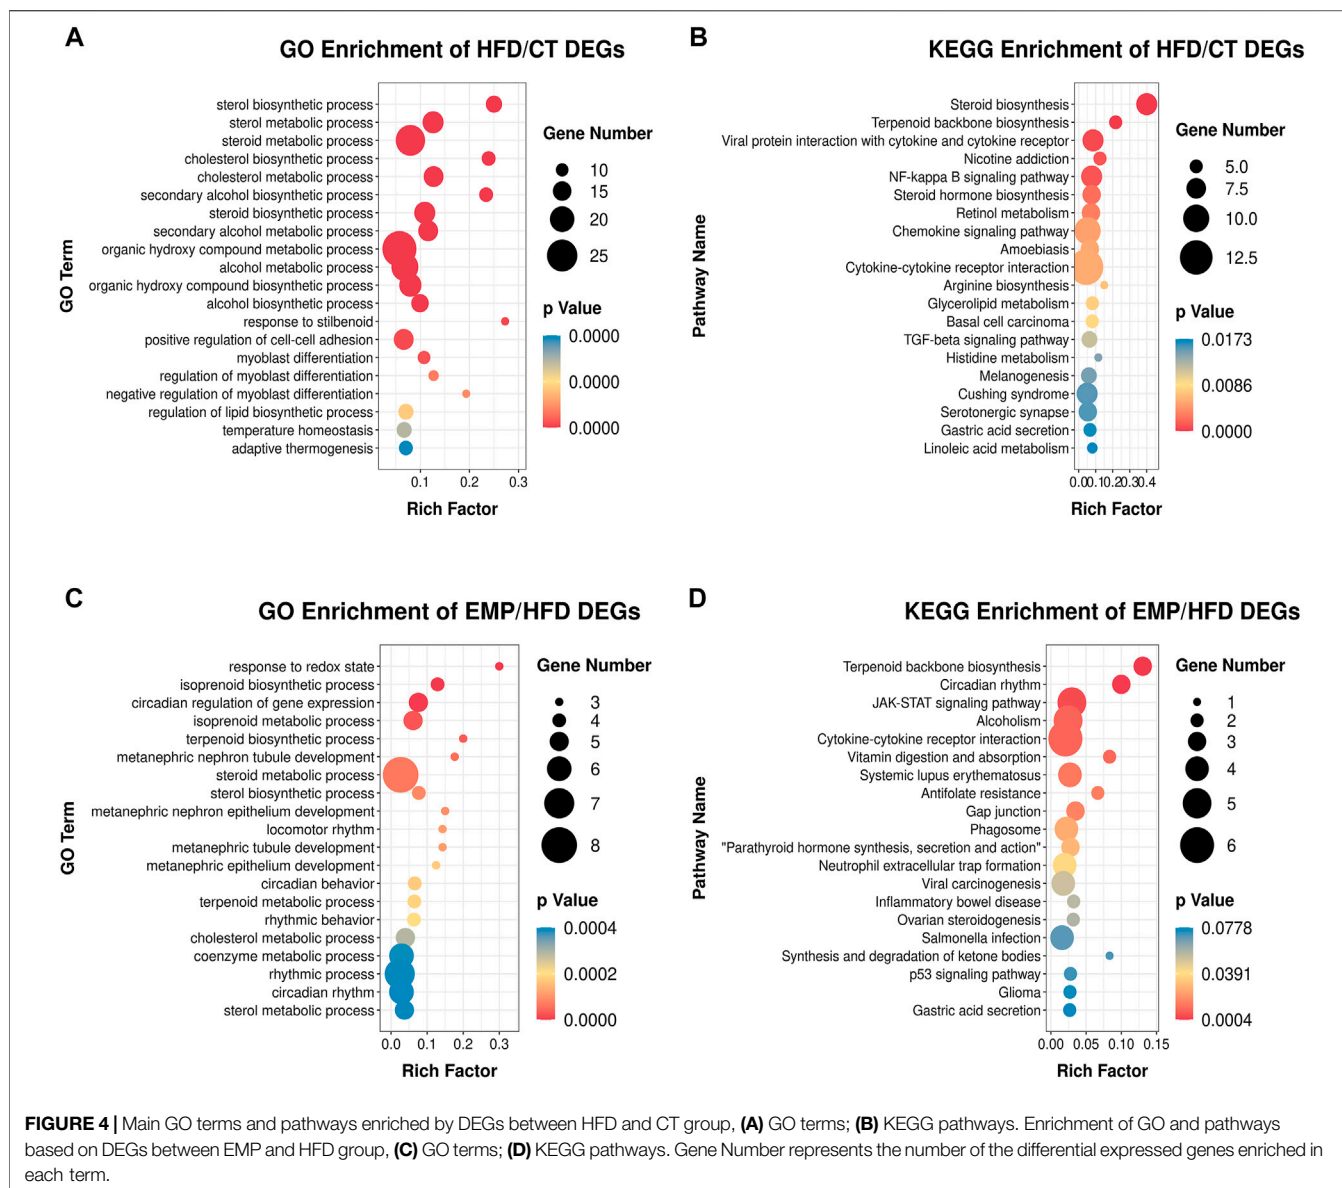 A
GO Enrichment of HFD/CT DEGs
GO Term
sterol biosynthetic process
sterol metabolic process
steroid metabolic process
cholesterol biosynthetic process
cholesterol metabolic process
secondary alcohol biosynthetic process
steroid biosynthetic process
secondary alcohol metabolic process
organic hydroxy compound metabolic process
alcohol metabolic process
organic hydroxy compound biosynthetic process
alcohol biosynthetic process
response to stilbenoid
positive regulation of cell-cell adhesion
myoblast differentiation
regulation of myoblast differentiation
negative regulation of myoblast differentiation
regulation of lipid biosynthetic process
temperature homeostasis
adaptive thermogenesis
0.1 0.2 0.3
Rich Factor
Gene Number
10
15
20
25
p Value
0.0000
0.0000
0.0000
B
KEGG Enrichment of HFD/CT DEGs
Pathway Name
Steroid biosynthesis
Terpenoid backbone biosynthesis
Viral protein interaction with cytokine and cytokine receptor
Nicotine addiction
NF-kappa B signaling pathway
Steroid hormone biosynthesis
Retinol metabolism
Chemokine signaling pathway
Amoebiasis
Cytokine-cytokine receptor interaction
Arginine biosynthesis
Glycerolipid metabolism
Basal cell carcinoma
TGF-beta signaling pathway
Histidine metabolism
Melanogenesis
Cushing syndrome
Serotonergic synapse
Gastric acid secretion
Linoleic acid metabolism
0.00.10.20.30.4
Rich Factor
Gene Number
5.0
7.5
10.0
12.5
p Value
0.0173
0.0086
0.0000
C
GO Enrichment of EMP/HFD DEGs
GO Term
response to redox state
isoprenoid biosynthetic process
circadian regulation of gene expression
isoprenoid metabolic process
terpenoid biosynthetic process
metanephric nephron tubule development
steroid metabolic process
sterol biosynthetic process
metanephric nephron epithelium development
locomotor rhythm
metanephric tubule development
metanephric epithelium development
circadian behavior
terpenoid metabolic process
rhythmic behavior
cholesterol metabolic process
coenzyme metabolic process
rhythmic process
circadian rhythm
sterol metabolic process
0.0 0.1 0.2 0.3
Rich Factor
Gene Number
3
4
5
6
7
8
p Value
0.0004
0.0002
0.0000
D
KEGG Enrichment of EMP/HFD DEGs
Pathway Name
Terpenoid backbone biosynthesis
Circadian rhythm
JAK-STAT signaling pathway
Alcoholism
Cytokine-cytokine receptor interaction
Vitamin digestion and absorption
Systemic lupus erythematosus
Antifolate resistance
Gap junction
Phagosome
"Parathyroid hormone synthesis, secretion and action"
Neutrophil extracellular trap formation
Viral carcinogenesis
Inflammatory bowel disease
Ovarian steroidogenesis
Salmonella infection
Synthesis and degradation of ketone bodies
p53 signaling pathway
Glioma
Gastric acid secretion
0.00 0.05 0.10 0.15
Rich Factor
Gene Number
1
2
3
4
5
6
p Value
0.0778
0.0391
0.0004
FIGURE 4 | Main GO terms and pathways enriched by DEGs between HFD and CT group, (A) GO terms; (B) KEGG pathways. Enrichment of GO and pathways
based on DEGs between EMP and HFD group, (C) GO terms; (D) KEGG pathways. Gene Number represents the number of the differential expressed genes enriched in
each term.